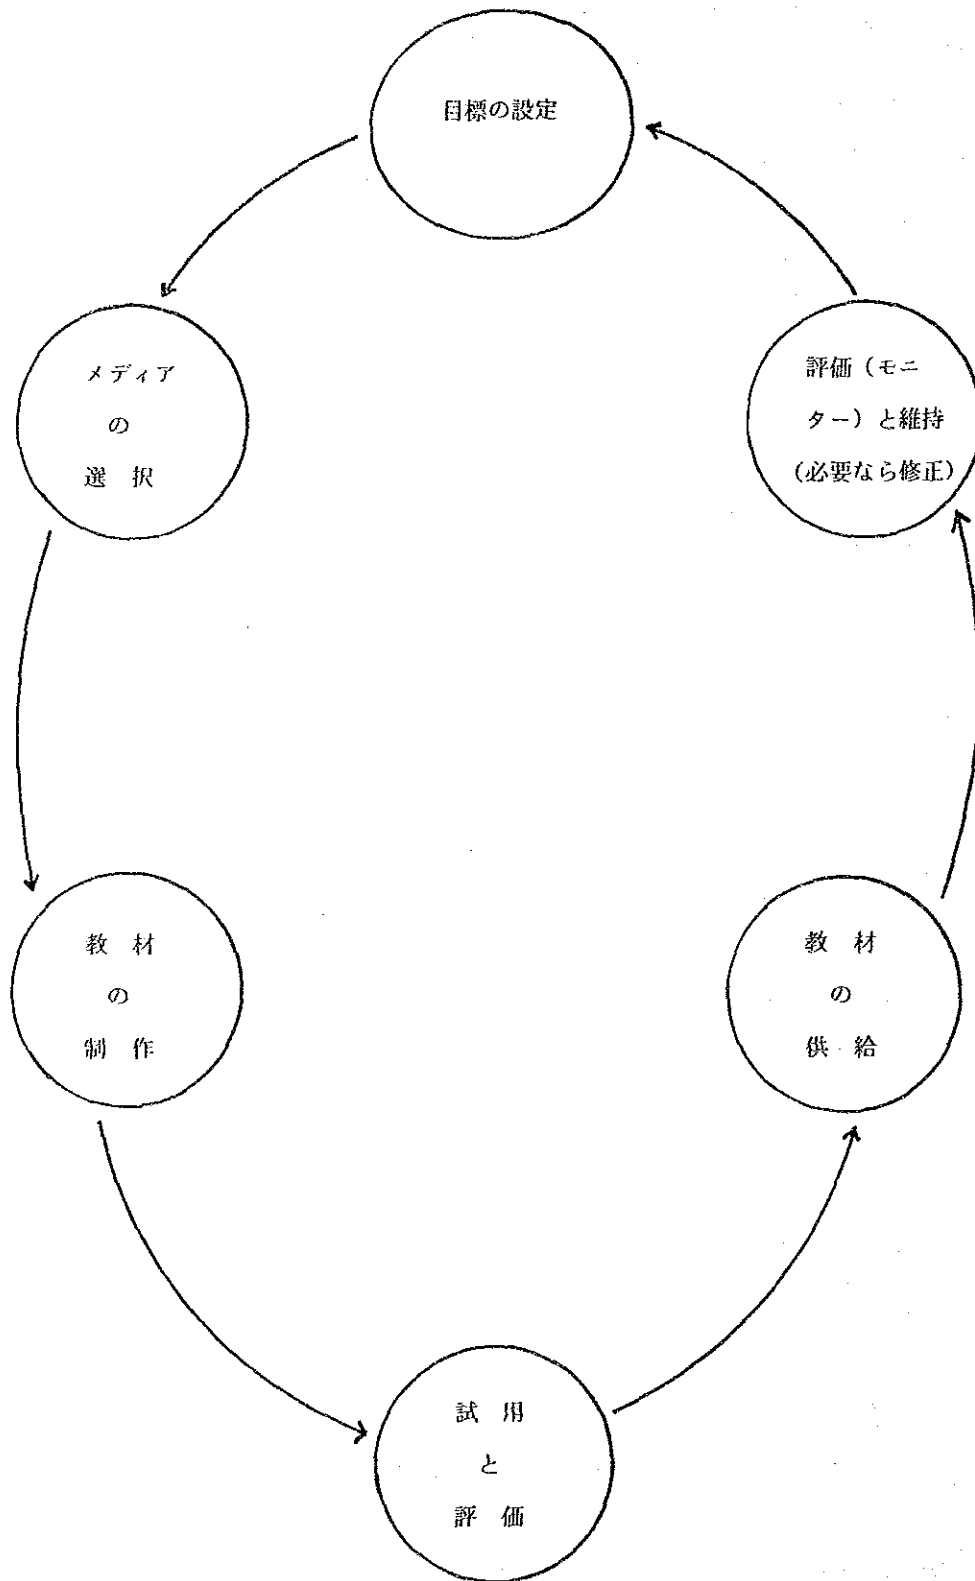 目標の設定
メディア
の
選 択
教 材
の
制 作
試 用
と
評 価
教 材
の
供 給
評価（モニ
ター）と維持
（必要なら修正）